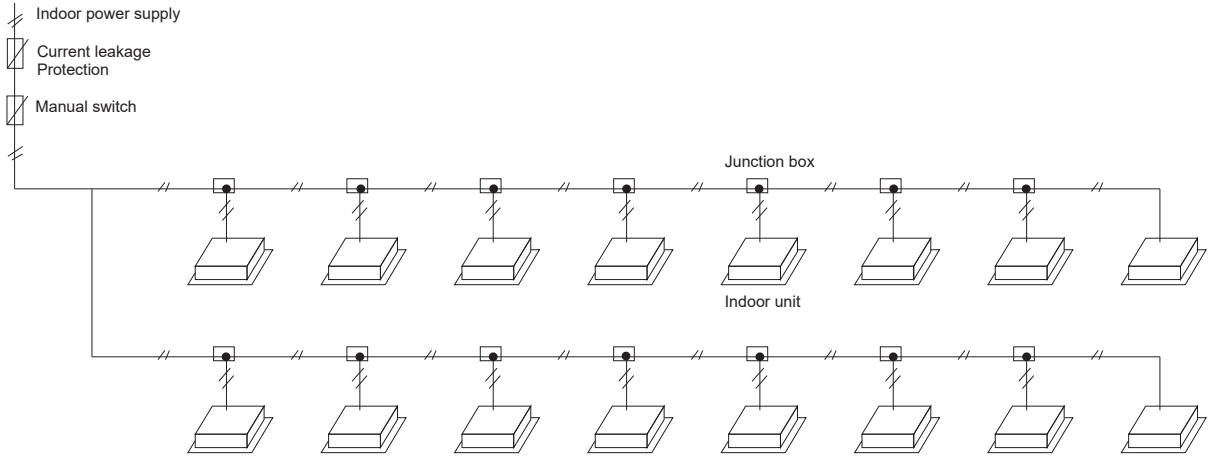 Indoor power supply
Current leakage
Protection
Manual switch
Junction box
Indoor unit